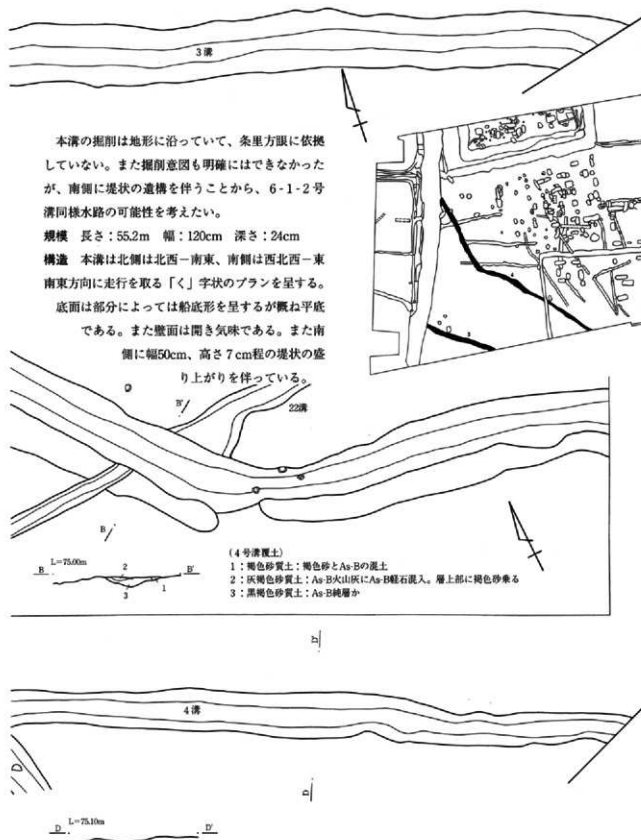 3溝
本溝の掘削は地形に沿っていて、条里方眼に依拠
していない。また掘削意図も明確にはできなかった
が、南側に堤状の遺構を伴うことから、6-1-2号
溝同様水路の可能性を考えたい。
規模 長さ：55.2m 幅：120cm 深さ：24cm
構造 本溝は北側は北西－南東、南側は西北西－東
南東方向に走行を取る「く」字状のプランを呈する。
底面は部分によっては船底形を呈するが概ね平底
である。また壁面は開き気味である。また南
側に幅50cm、高さ7cm程の堤状の盛
り上がりを伴っている。
B'
22溝
B
B L=75.00m B'
2
3
1
(4号溝覆土)
1：褐色砂質土：褐色砂とAs-Bの混土
2：灰褐色砂質土：As-B火山灰にAs-B軽石混入。層上部に褐色砂乗る
3：黒褐色砂質土：As-B純層か
D'
4溝
D
D L=75.10m D'